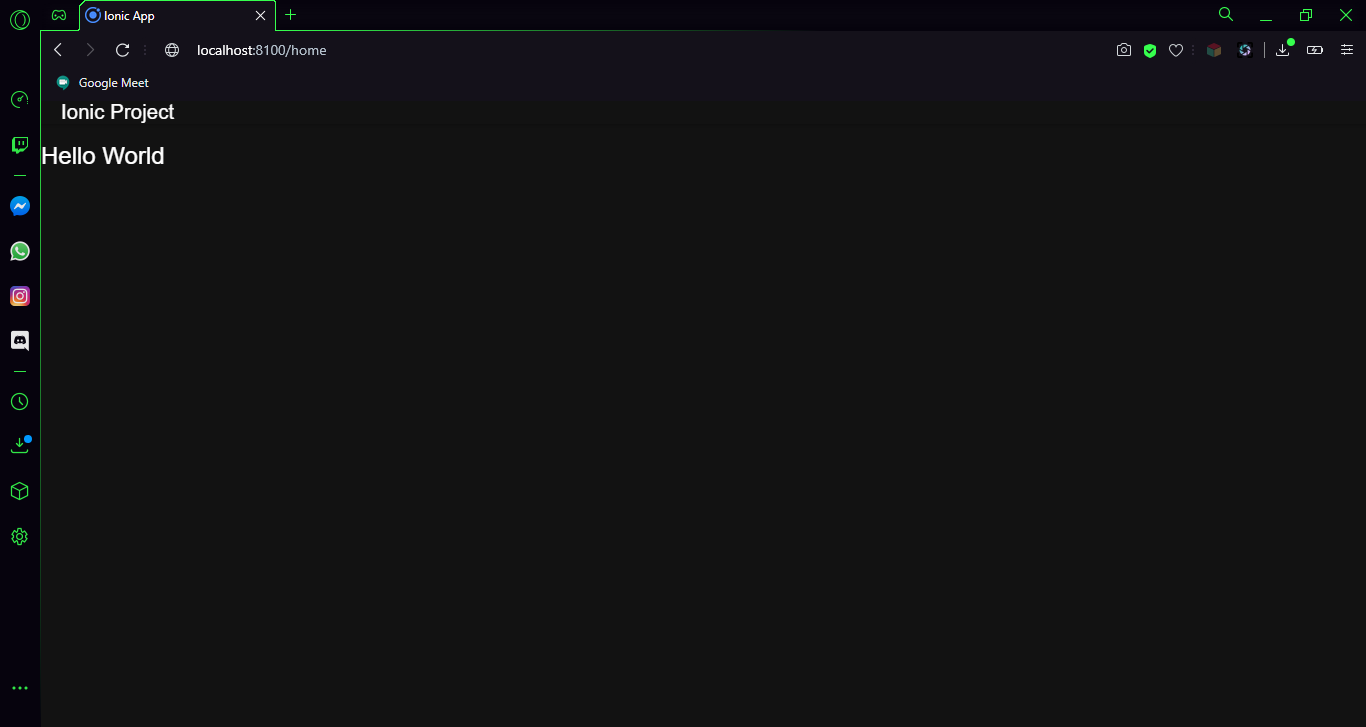 Ionic App
localhost:8100/home
Google Meet
Ionic Project
Hello World